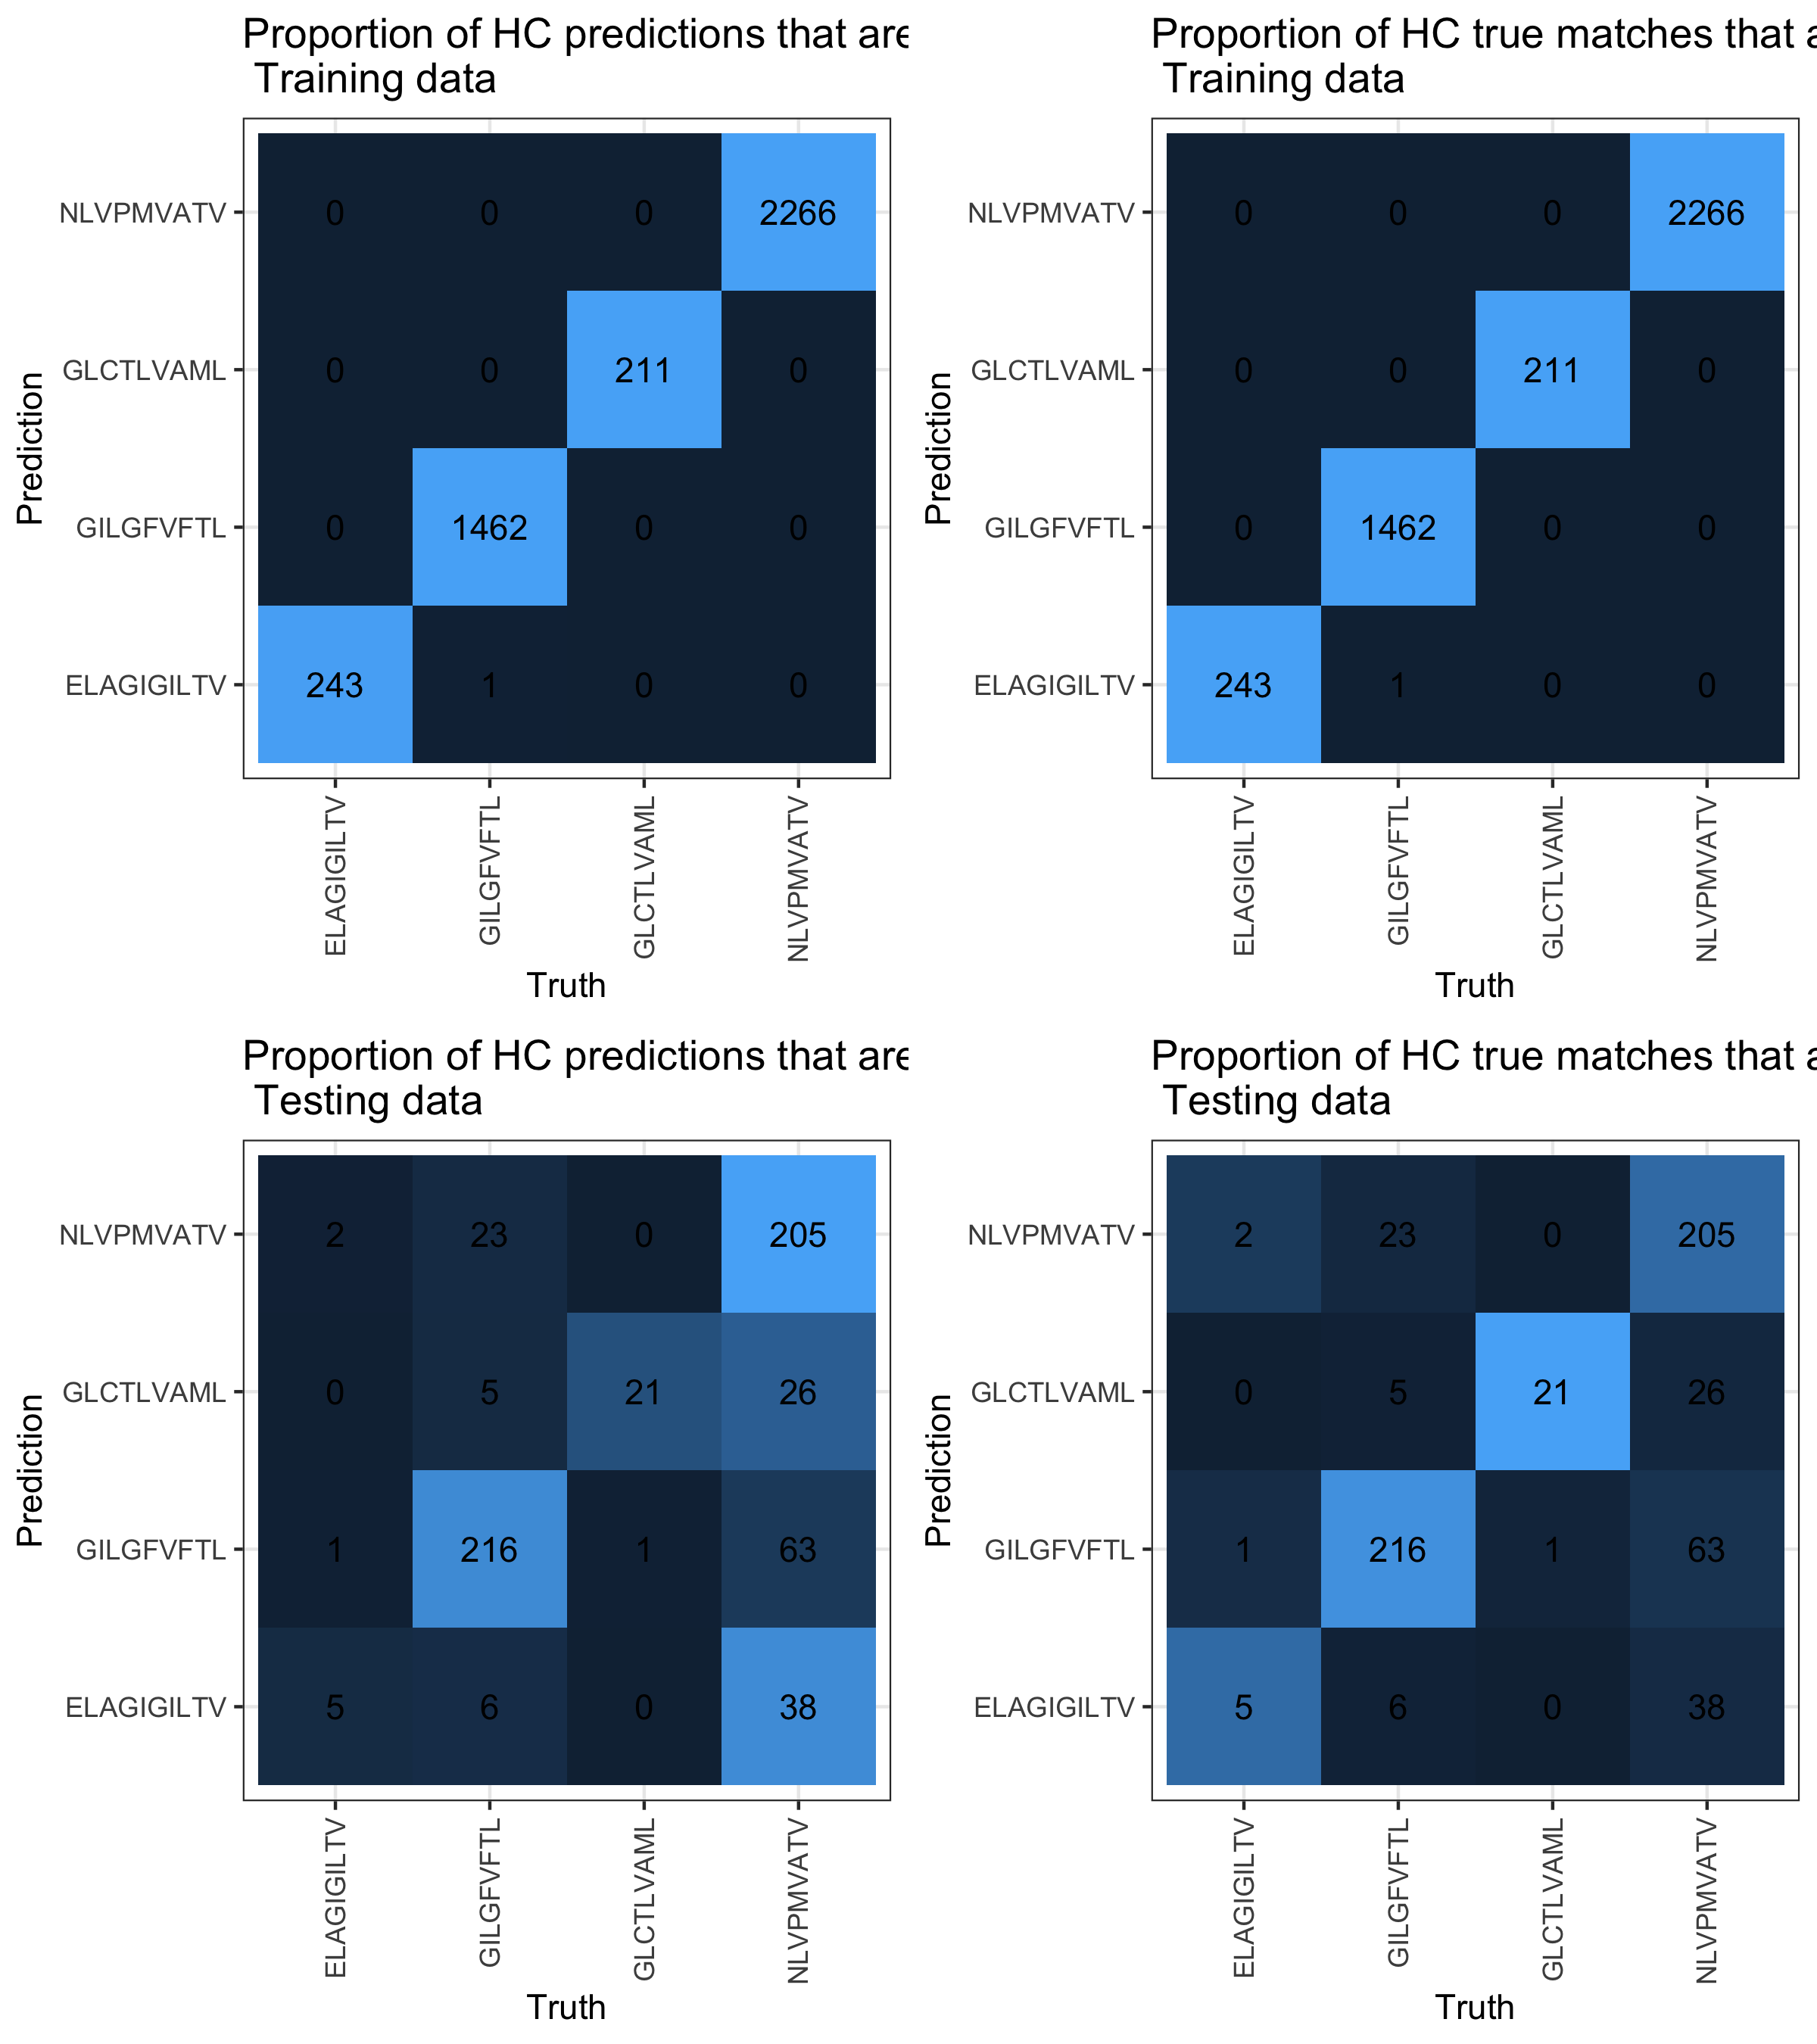 Proportion of HC predictions that are
Training data
Prediction
NLVPMVATV 0 0 0 2266
GLCTLVAML 0 0 211 0
GILGFVFTL 0 1462 0 0
ELAGIGILTV 243 1 0 0
ELAGIGILTV GILGFVFTL GLCTLVAML NLVPMVATV
Truth
Proportion of HC true matches that a
Training data
Prediction
NLVPMVATV 0 0 0 2266
GLCTLVAML 0 0 211 0
GILGFVFTL 0 1462 0 0
ELAGIGILTV 243 1 0 0
ELAGIGILTV GILGFVFTL GLCTLVAML NLVPMVATV
Truth
Proportion of HC predictions that are
Testing data
Prediction
NLVPMVATV 2 23 0 205
GLCTLVAML 0 5 21 26
GILGFVFTL 1 216 1 63
ELAGIGILTV 5 6 0 38
ELAGIGILTV GILGFVFTL GLCTLVAML NLVPMVATV
Truth
Proportion of HC true matches that a
Testing data
Prediction
NLVPMVATV 2 23 0 205
GLCTLVAML 0 5 21 26
GILGFVFTL 1 216 1 63
ELAGIGILTV 5 6 0 38
ELAGIGILTV GILGFVFTL GLCTLVAML NLVPMVATV
Truth